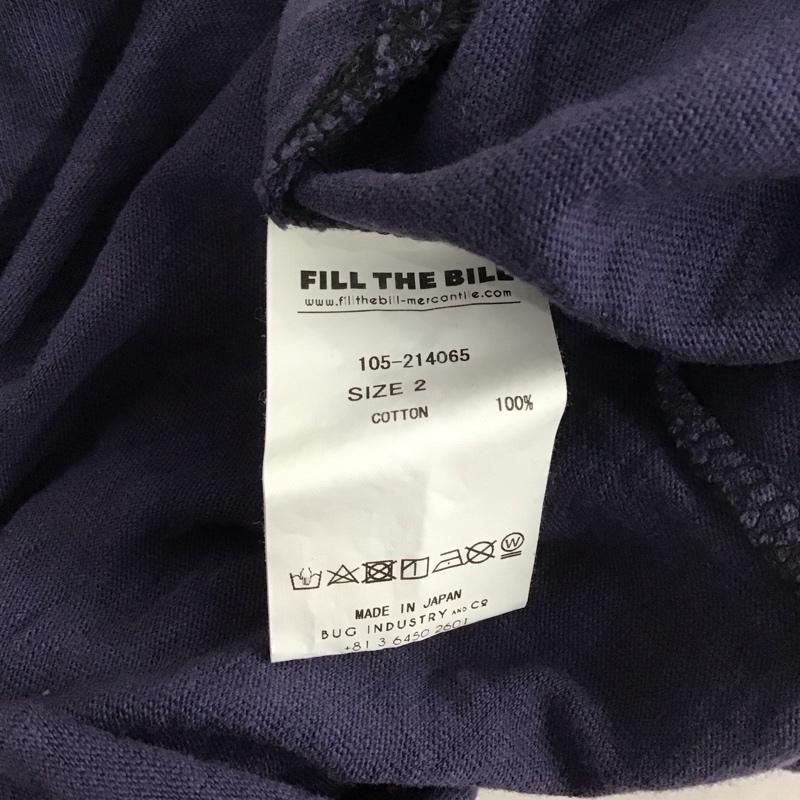 FILL THE BILL
www.fillthebill-mercantile.com
105-214065
SIZE 2
COTTON 100%
W
MADE IN JAPAN
BUG INDUSTRY AND CO
+81 3 6450 2601